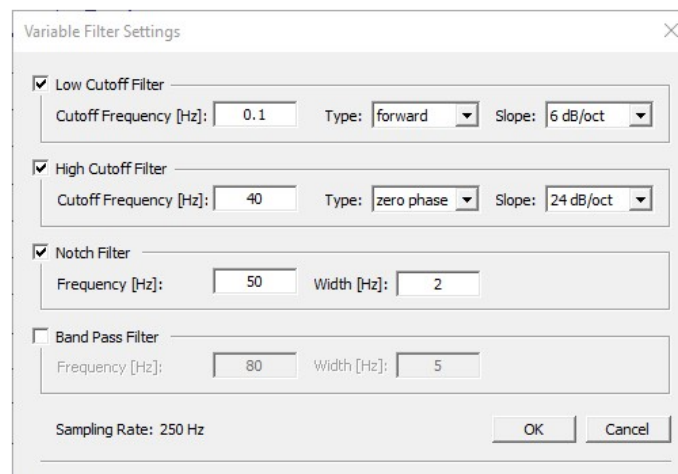 Variable Filter Settings
Low Cutoff Filter
Cutoff Frequency [Hz]: 0.1 Type: forward Slope: 6 dB/oct
High Cutoff Filter
Cutoff Frequency [Hz]: 40 Type: zero phase Slope: 24 dB/oct
Notch Filter
Frequency [Hz]: 50 Width [Hz]: 2
Band Pass Filter
Frequency [Hz]: 80 Width [Hz]: 5
Sampling Rate: 250 Hz OK Cancel